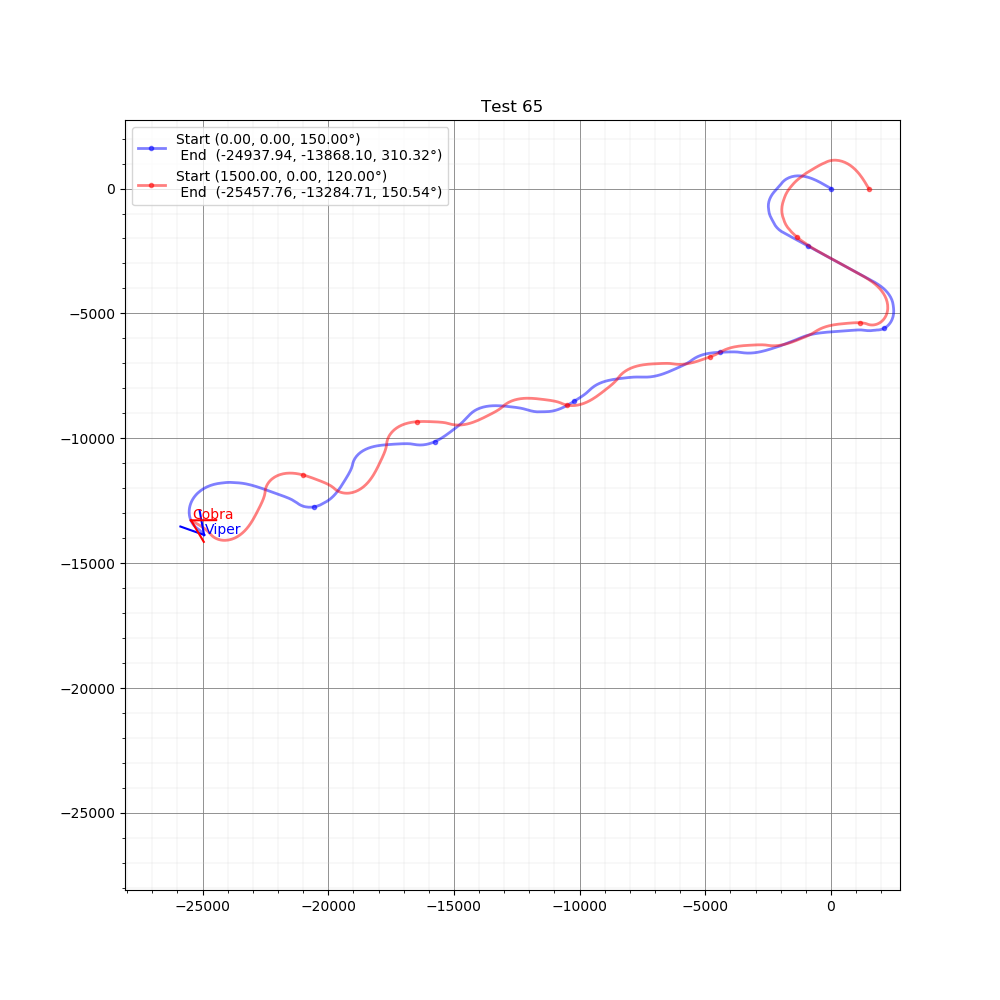 Test 65
Start (0.00, 0.00, 150.00°)
End (-24937.94, -13868.10, 310.32°)
Start (1500.00, 0.00, 120.00°)
End (-25457.76, -13284.71, 150.54°)
0
−5000
−10000
Cobra
Viper
−15000
−20000
−25000
−25000 −20000 −15000 −10000 −5000 0